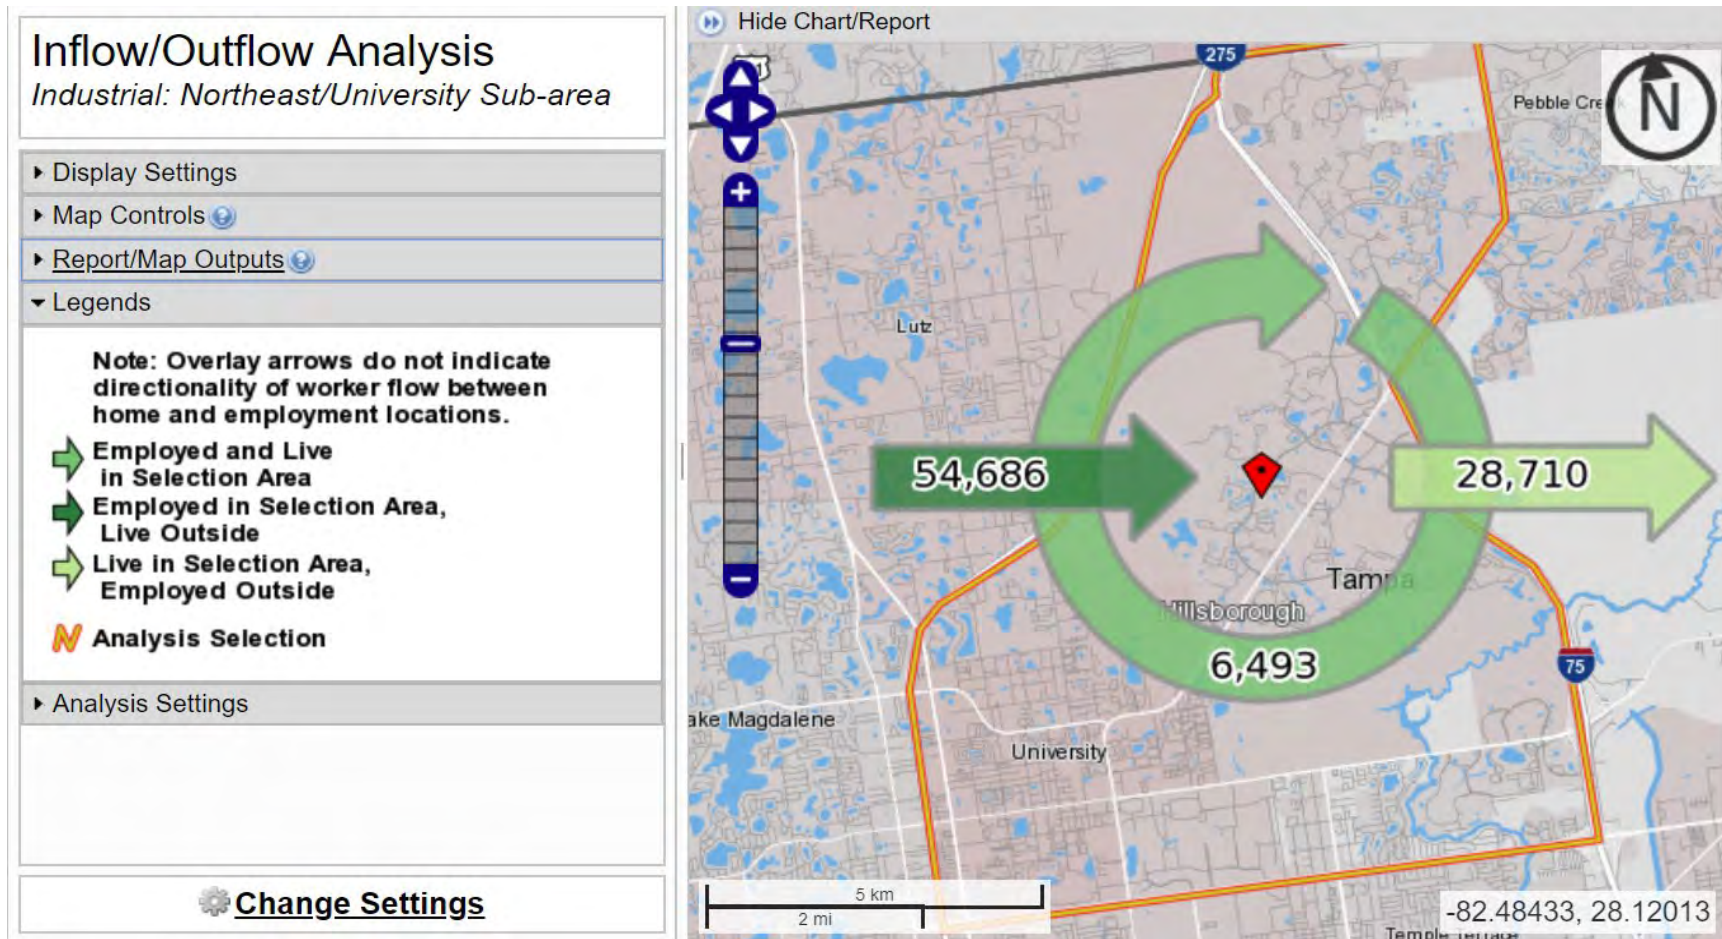 Inflow/Outflow Analysis
Industrial: Northeast/University Sub-area
Display Settings
Map Controls
Report/Map Outputs
Legends
Note: Overlay arrows do not indicate
directionality of worker flow between
home and employment locations.
Employed and Live
in Selection Area
Employed in Selection Area,
Live Outside
Live in Selection Area,
Employed Outside
Analysis Selection
Analysis Settings
Change Settings
Hide Chart/Report
275
Pebble Cre
N
Lutz
54,686
28,710
Tampa
Hillsborough
6,493
75
ake Magdalene
University
5 km
2 mi
-82.48433, 28.12013
Temple Terrace